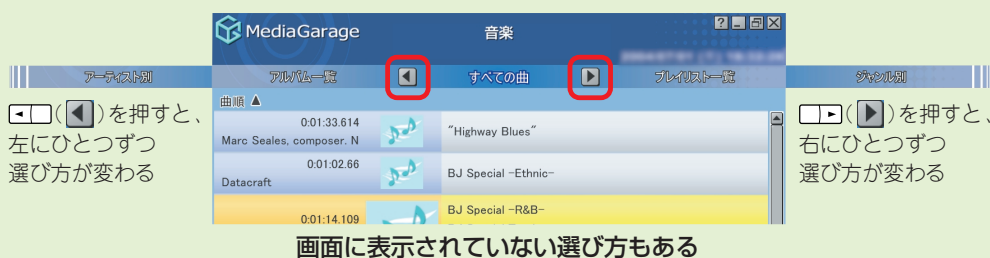 MediaGarage
音楽
アーティスト別
アルバム一覧
すべての曲
プレイリスト一覧
ジャンル別
曲順 ▲
0:01:33.614
Marc Seales, composer. N
"Highway Blues"
0:01:02.66
Datacraft
BJ Special -Ethnic-
0:01:14.109
BJ Special -R&B-
(◀)を押すと、
左にひとつずつ
選び方が変わる
(▶)を押すと、
右にひとつずつ
選び方が変わる
画面に表示されていない選び方もある